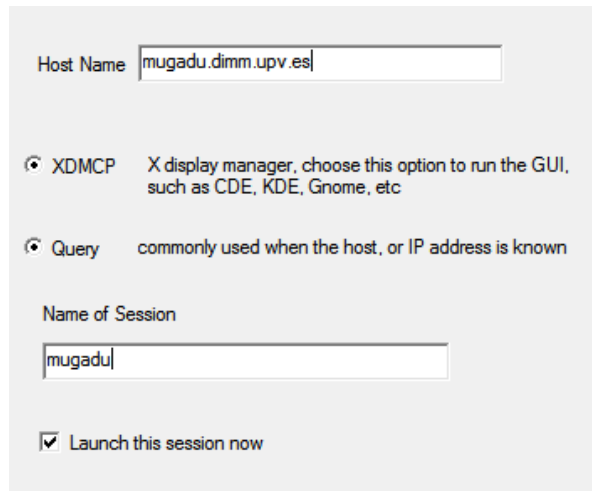 Host Name mugadu.dimm.upv.es
XDMCP X display manager, choose this option to run the GUI,
such as CDE, KDE, Gnome, etc
Query commonly used when the host, or IP address is known
Name of Session
mugadu
Launch this session now